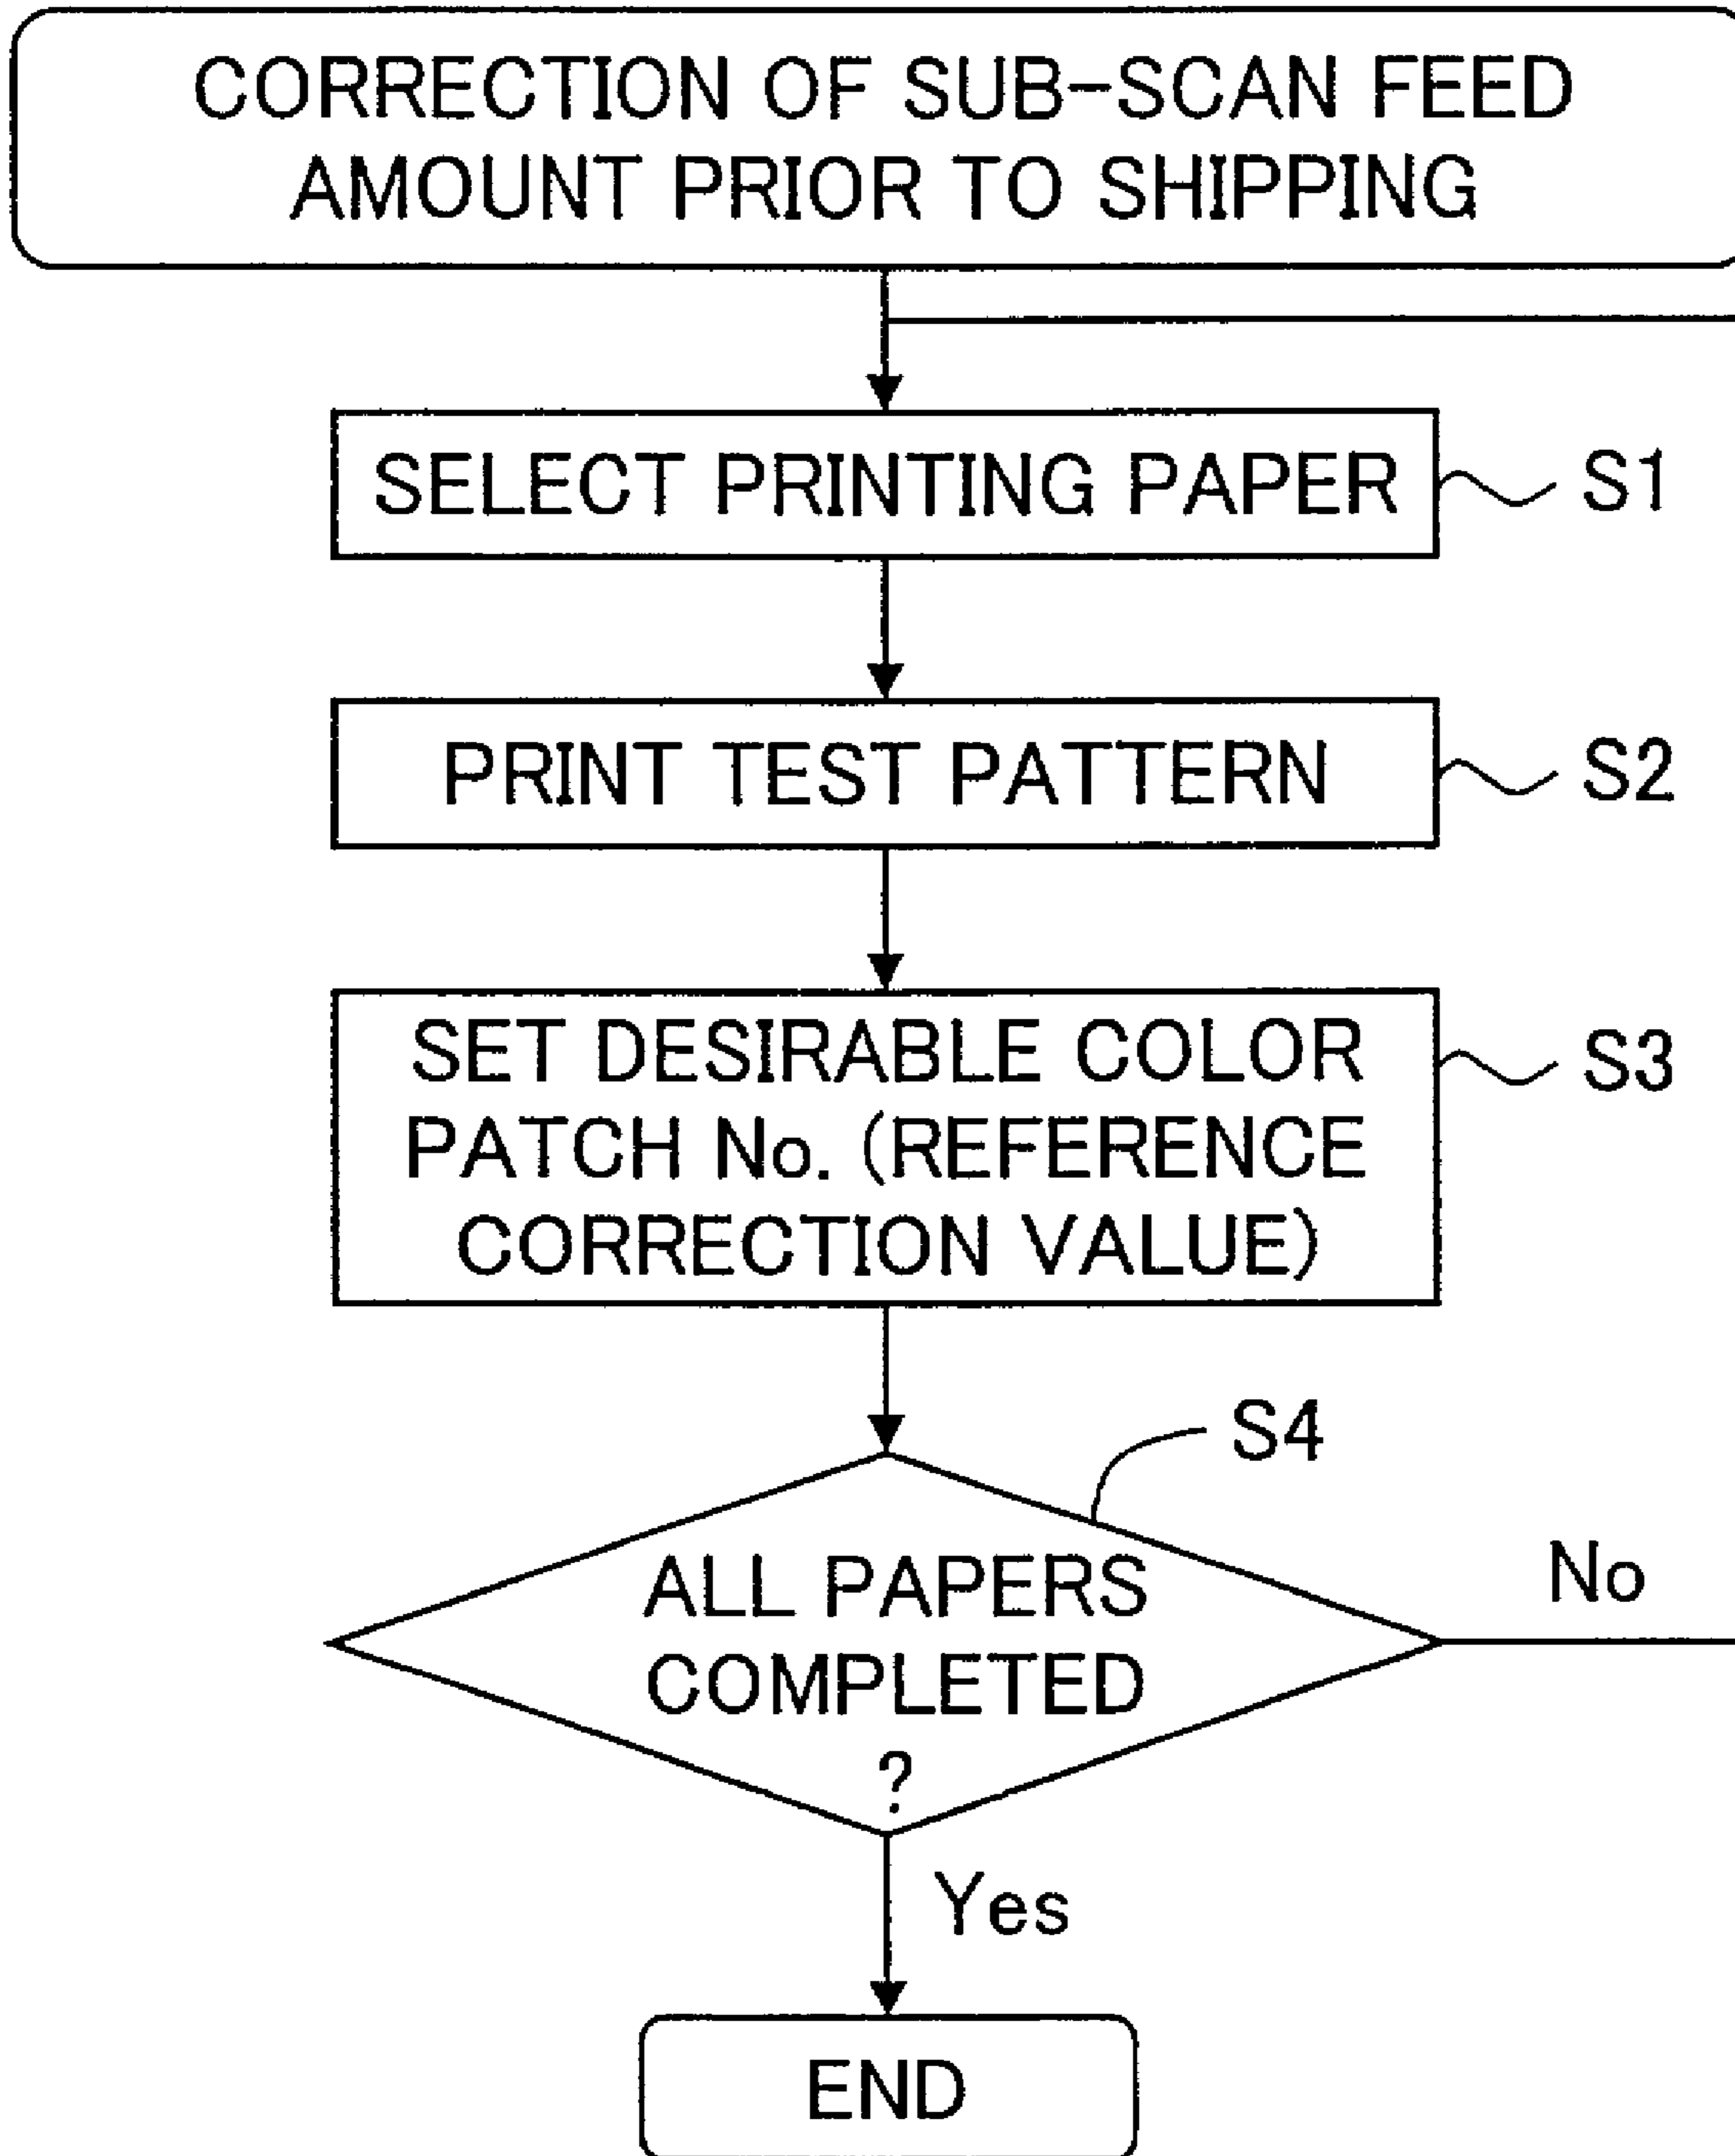 CORRECTION OF SUB-SCAN FEED
AMOUNT PRIOR TO SHIPPING
SELECT PRINTING PAPER
S1
PRINT TEST PATTERN
S2
SET DESIRABLE COLOR
S3
PATCH No. (REFERENCE
CORRECTION VALUE)
S4
ALL PAPERS
No
COMPLETED
?
Yes
END